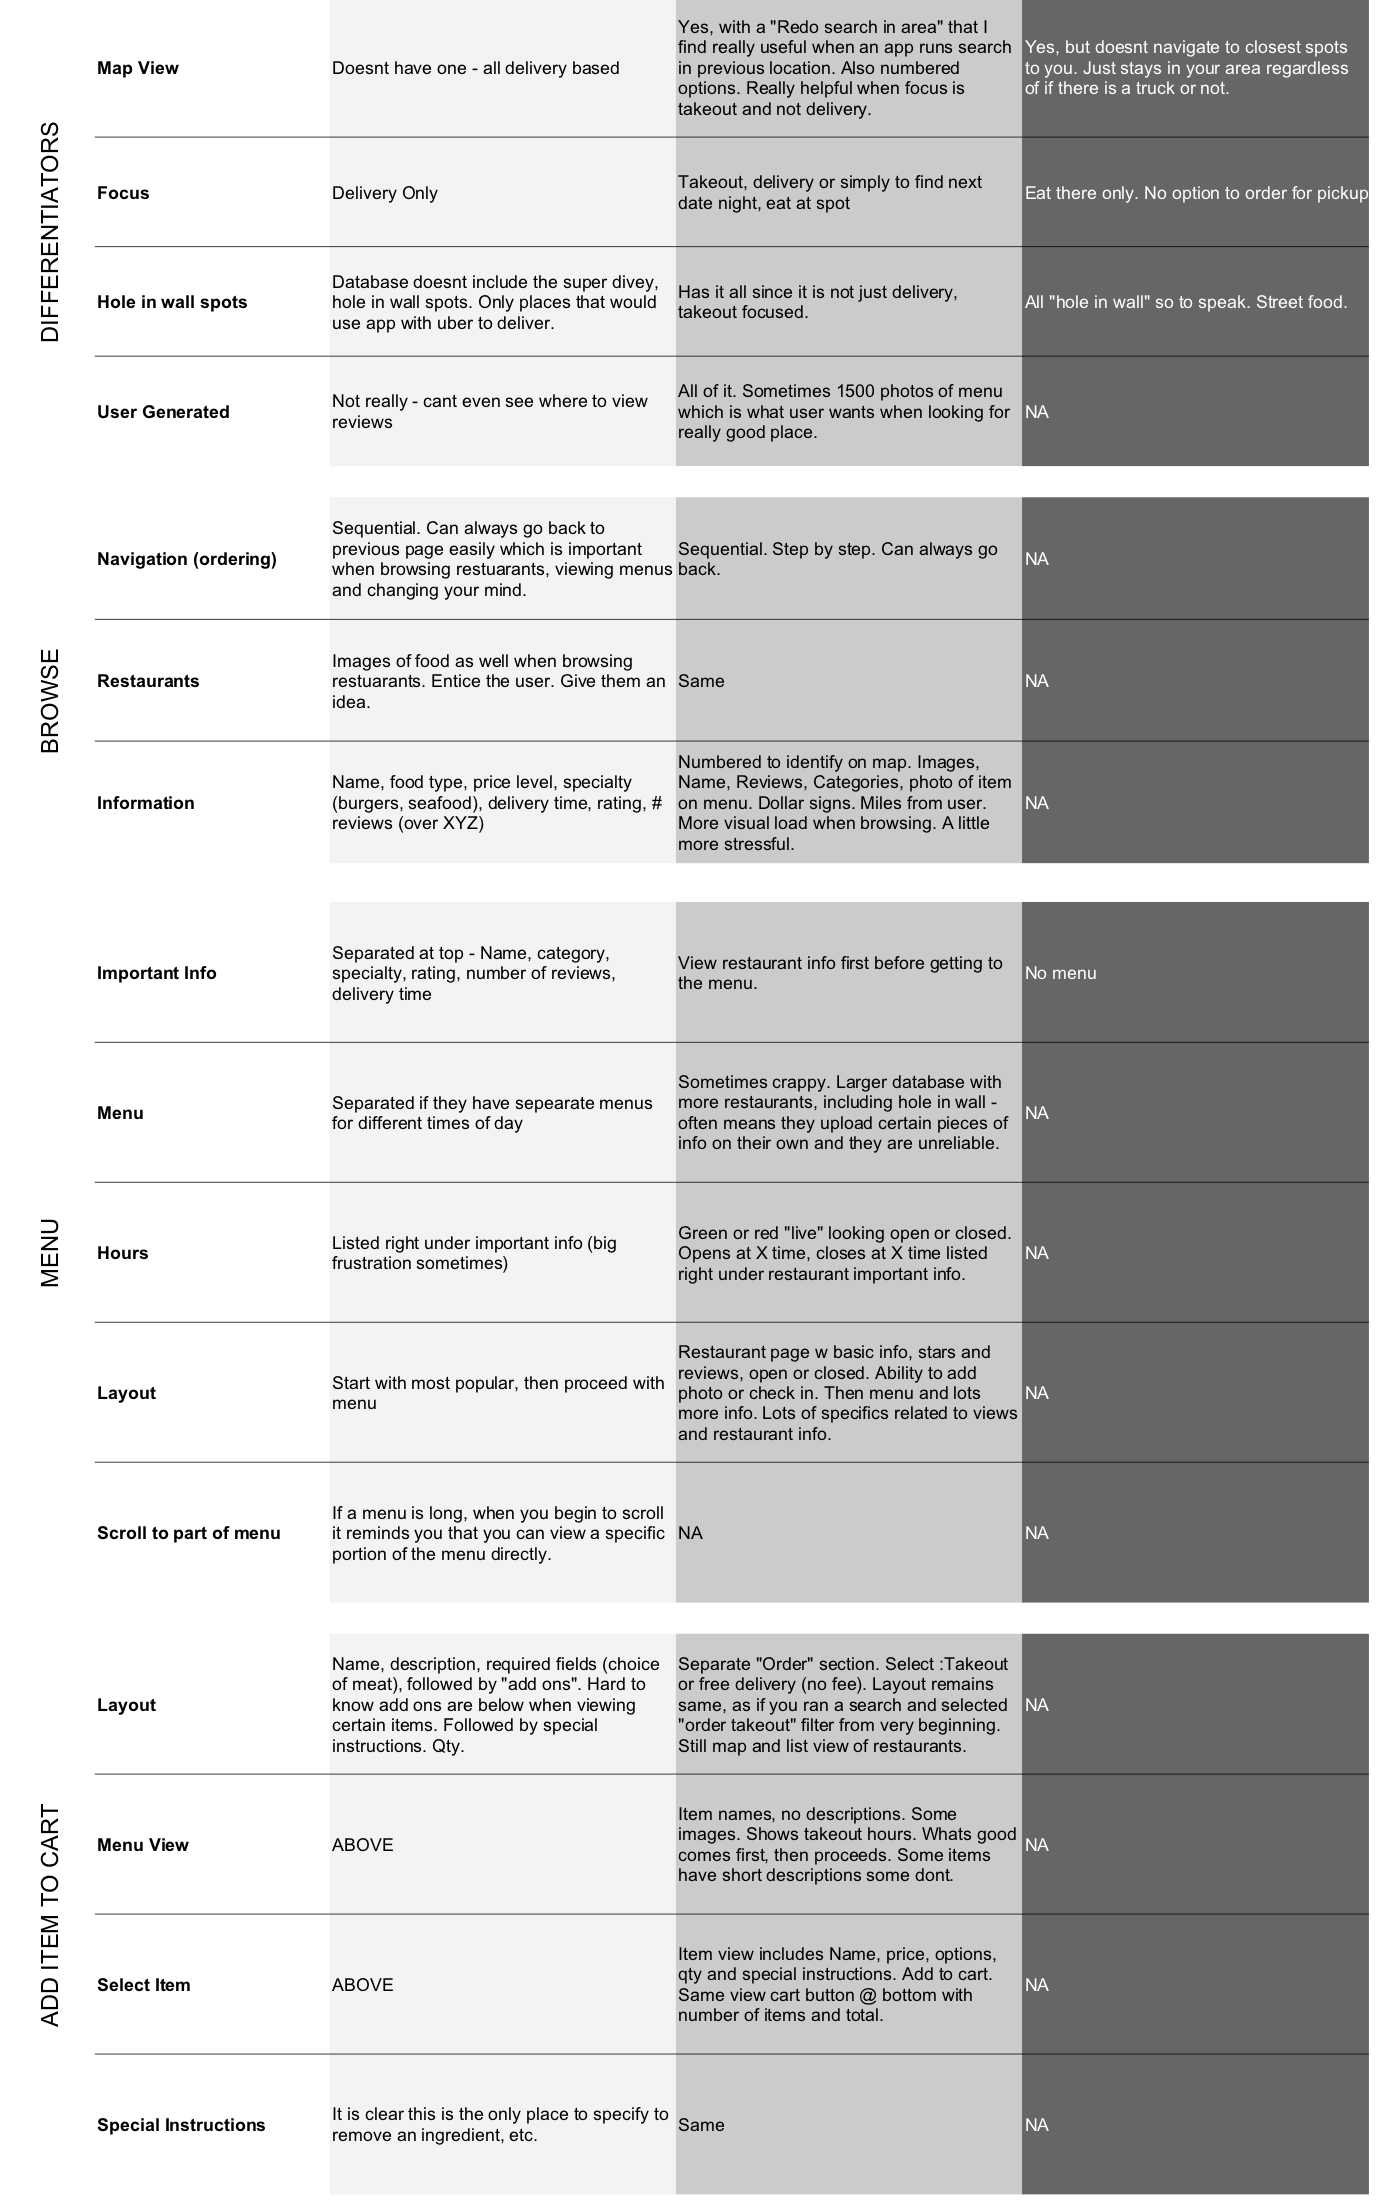 DIFFERENTIATORS
Map View
Doesnt have one - all delivery based
Yes, with a "Redo search in area" that I
find really useful when an app runs search
in previous location. Also numbered
options. Really helpful when focus is
takeout and not delivery.
Yes, but doesnt navigate to closest spots
to you. Just stays in your area regardless
of if there is a truck or not.
Focus
Delivery Only
Takeout, delivery or simply to find next
date night, eat at spot
Eat there only. No option to order for pickup
Hole in wall spots
Database doesnt include the super divey,
hole in wall spots. Only places that would
use app with uber to deliver.
Has it all since it is not just delivery,
takeout focused.
All "hole in wall" so to speak. Street food.
User Generated
Not really - cant even see where to view
reviews
All of it. Sometimes 1500 photos of menu
which is what user wants when looking for
really good place.
NA
BROWSE
Navigation (ordering)
Sequential. Can always go back to
previous page easily which is important
when browsing restuarants, viewing menus
and changing your mind.
Sequential. Step by step. Can always go
back.
NA
Restaurants
Images of food as well when browsing
restuarants. Entice the user. Give them an
idea.
Same
NA
Information
Name, food type, price level, specialty
(burgers, seafood), delivery time, rating, #
reviews (over XYZ)
Numbered to identify on map. Images,
Name, Reviews, Categories, photo of item
on menu. Dollar signs. Miles from user.
More visual load when browsing. A little
more stressful.
NA
MENU
Important Info
Separated at top - Name, category,
specialty, rating, number of reviews,
delivery time
View restaurant info first before getting to
the menu.
No menu
Menu
Separated if they have sepearate menus
for different times of day
Sometimes crappy. Larger database with
more restaurants, including hole in wall -
often means they upload certain pieces of
info on their own and they are unreliable.
NA
Hours
Listed right under important info (big
frustration sometimes)
Green or red "live" looking open or closed.
Opens at X time, closes at X time listed
right under restaurant important info.
NA
Layout
Start with most popular, then proceed with
menu
Restaurant page w basic info, stars and
reviews, open or closed. Ability to add
photo or check in. Then menu and lots
more info. Lots of specifics related to views
and restaurant info.
NA
Scroll to part of menu
If a menu is long, when you begin to scroll
it reminds you that you can view a specific
portion of the menu directly.
NA
NA
ADD ITEM TO CART
Layout
Name, description, required fields (choice
of meat), followed by "add ons". Hard to
know add ons are below when viewing
certain items. Followed by special
instructions. Qty.
Separate "Order" section. Select :Takeout
or free delivery (no fee). Layout remains
same, as if you ran a search and selected
"order takeout" filter from very beginning.
Still map and list view of restaurants.
NA
Menu View
ABOVE
Item names, no descriptions. Some
images. Shows takeout hours. Whats good
comes first, then proceeds. Some items
have short descriptions some dont.
NA
Select Item
ABOVE
Item view includes Name, price, options,
qty and special instructions. Add to cart.
Same view cart button @ bottom with
number of items and total.
NA
Special Instructions
It is clear this is the only place to specify to
remove an ingredient, etc.
Same
NA